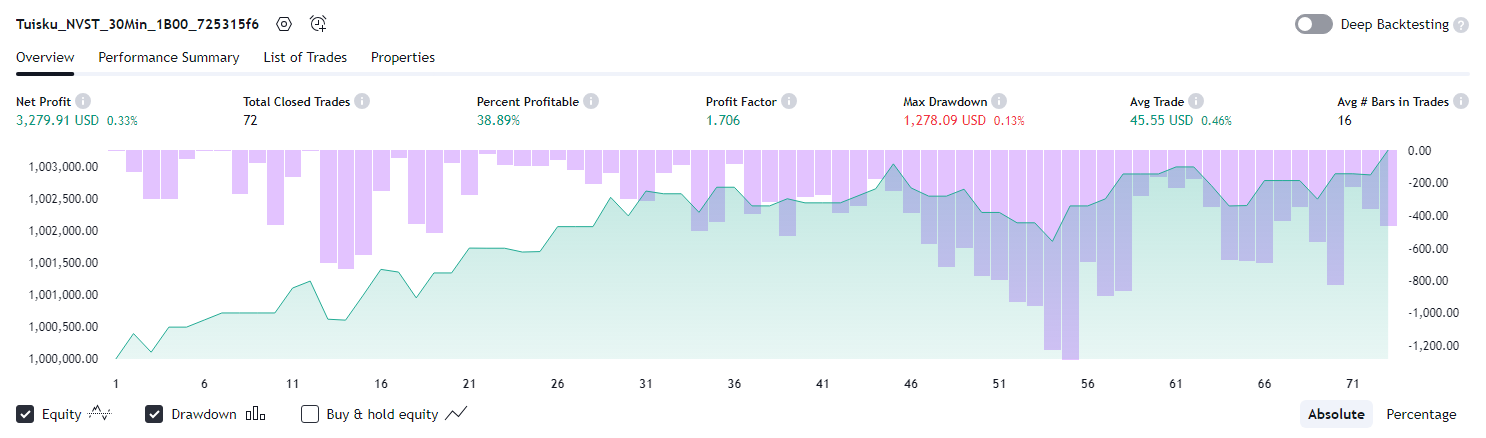 Tuisku_NVST_30Min_1B00_725315f6
Deep Backtesting ?
Overview Performance Summary List of Trades Properties
Net Profit i Total Closed Trades i Percent Profitable i Profit Factor i Max Drawdown i Avg Trade i Avg # Bars in Trades i
3,279.91 USD 0.33% 72 38.89% 1.706 1,278.09 USD 0.13% 45.55 USD 0.46% 16
1,003,000.00
1,002,500.00
1,002,000.00
1,001,500.00
1,001,000.00
1,000,500.00
1,000,000.00
0.00
-200.00
-400.00
-600.00
-800.00
-1,000.00
-1,200.00
1 6 11 16 21 26 31 36 41 46 51 56 61 66 71
Equity Drawdown Buy & hold equity Absolute Percentage